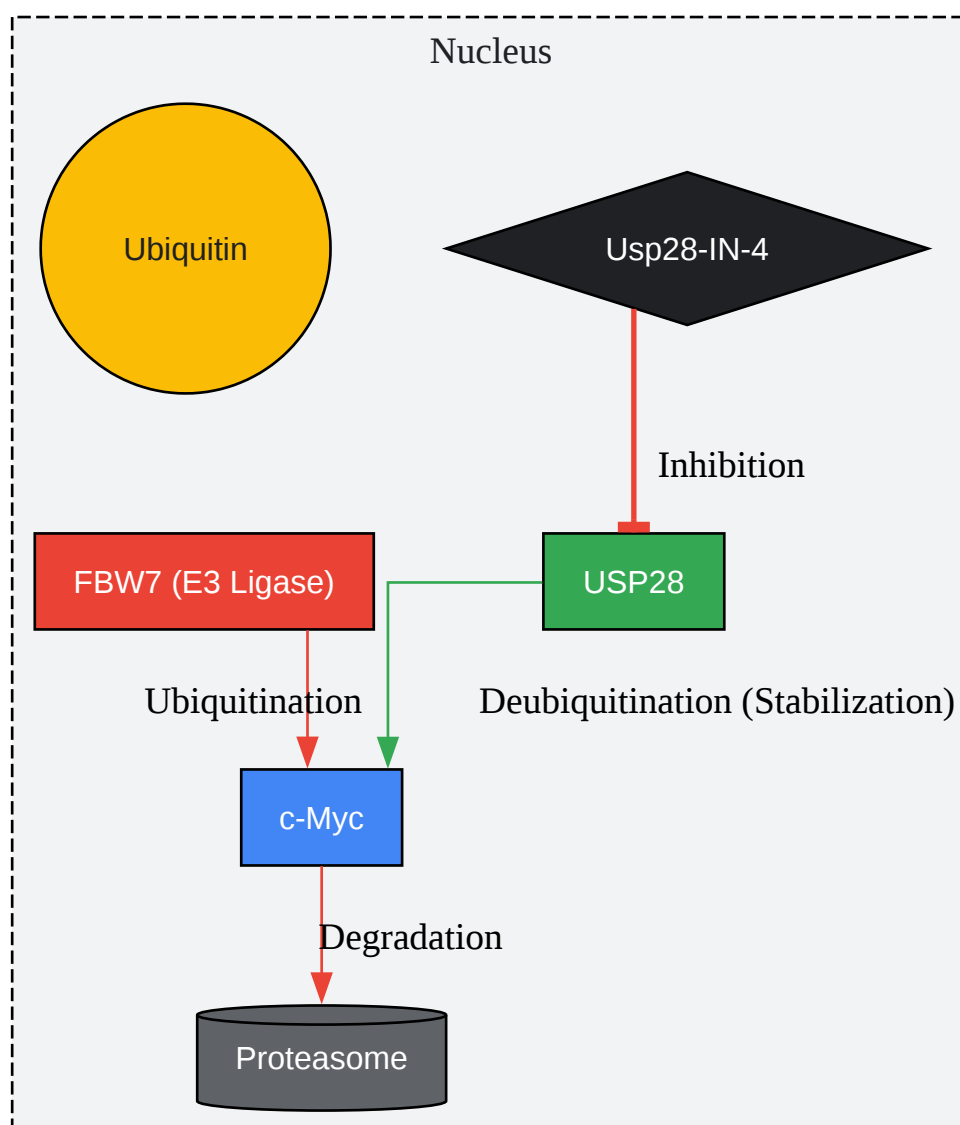 Nucleus
Ubiquitin
Usp28-IN-4
Inhibition
FBW7 (E3 Ligase)
USP28
Ubiquitination
Deubiquitination (Stabilization)
c-Myc
Degradation
Proteasome